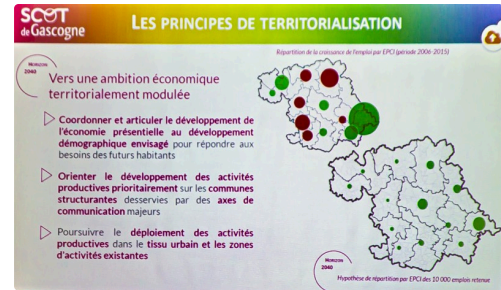 SCOT
de Gascogne
LES PRINCIPES DE TERRITORIALISATION
Répartition de la croissance de l'emploi par EPCI (période 2006-2015)
HORIZON
2040
Vers une ambition économique
territorialement modulée
Coordonner et articuler le développement de
l'économie présentielle au développement
démographique envisagé pour répondre aux
besoins des futurs habitants
Orienter le développement des activités
productives prioritairement sur les communes
structurantes desservies par des axes de
communication majeurs
Poursuivre le déploiement des activités
productives dans le tissu urbain et les zones
d'activités existantes
HORIZON
2040
Hypothèse de répartition par EPCI des 10 000 emplois retenue